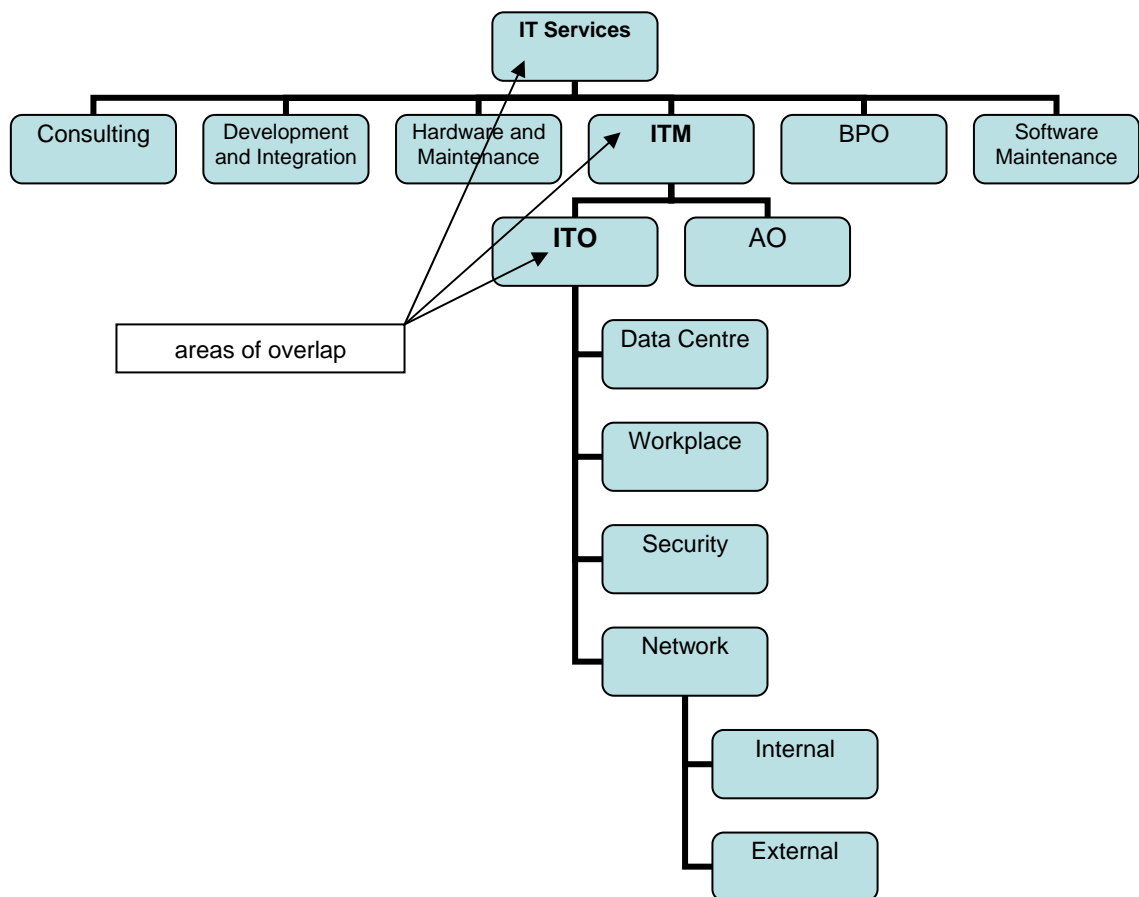 IT Services
Consulting
Development
and Integration
Hardware and
Maintenance
ITM
BPO
Software
Maintenance
ITO
AO
areas of overlap
Data Centre
Workplace
Security
Network
Internal
External